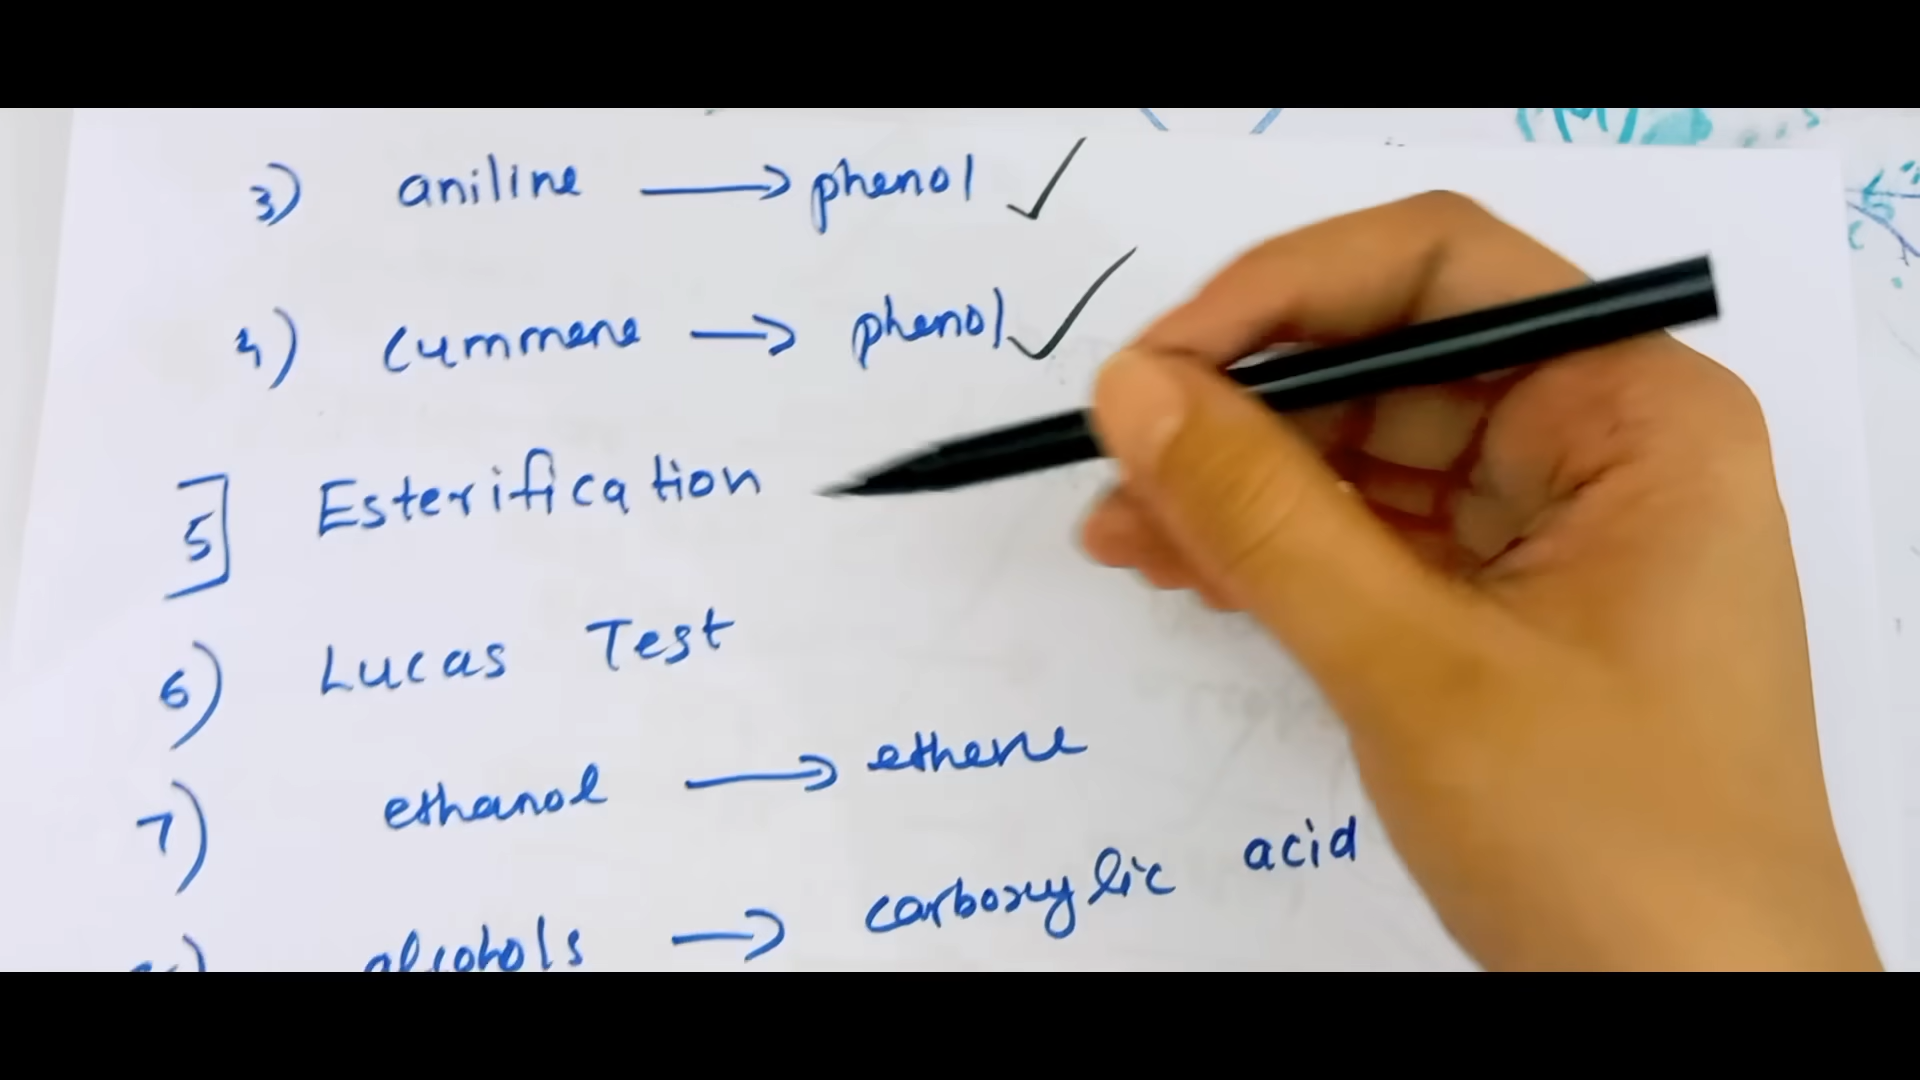 3) aniline → phenol ✓
4) cummene → phenol ✓
5] Esterification
6) Lucas Test
7) ethanol → ethene
alcohols → carboxylic acid